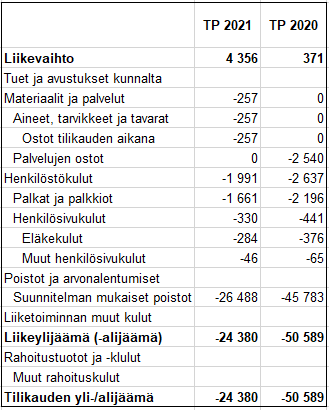 TP 2021 TP 2020
Liikevaihto 4 356 371
Tuet ja avustukset kunnalta
Materiaalit ja palvelut -257 0
Aineet, tarvikkeet ja tavarat -257 0
Ostot tilikauden aikana -257 0
Palvelujen ostot 0 -2 540
Henkilöstökulut -1 991 -2 637
Palkat ja palkkiot -1 661 -2 196
Henkilösivukulut -330 -441
Eläkekulut -284 -376
Muut henkilösivukulut -46 -65
Poistot ja arvonalentumiset
Suunnitelman mukaiset poistot -26 488 -45 783
Liiketoiminnan muut kulut
Liikeylijäämä (-alijäämä) -24 380 -50 589
Rahoitustuotot ja -klulut
Muut rahoituskulut
Tilikauden yli-/alijäämä -24 380 -50 589